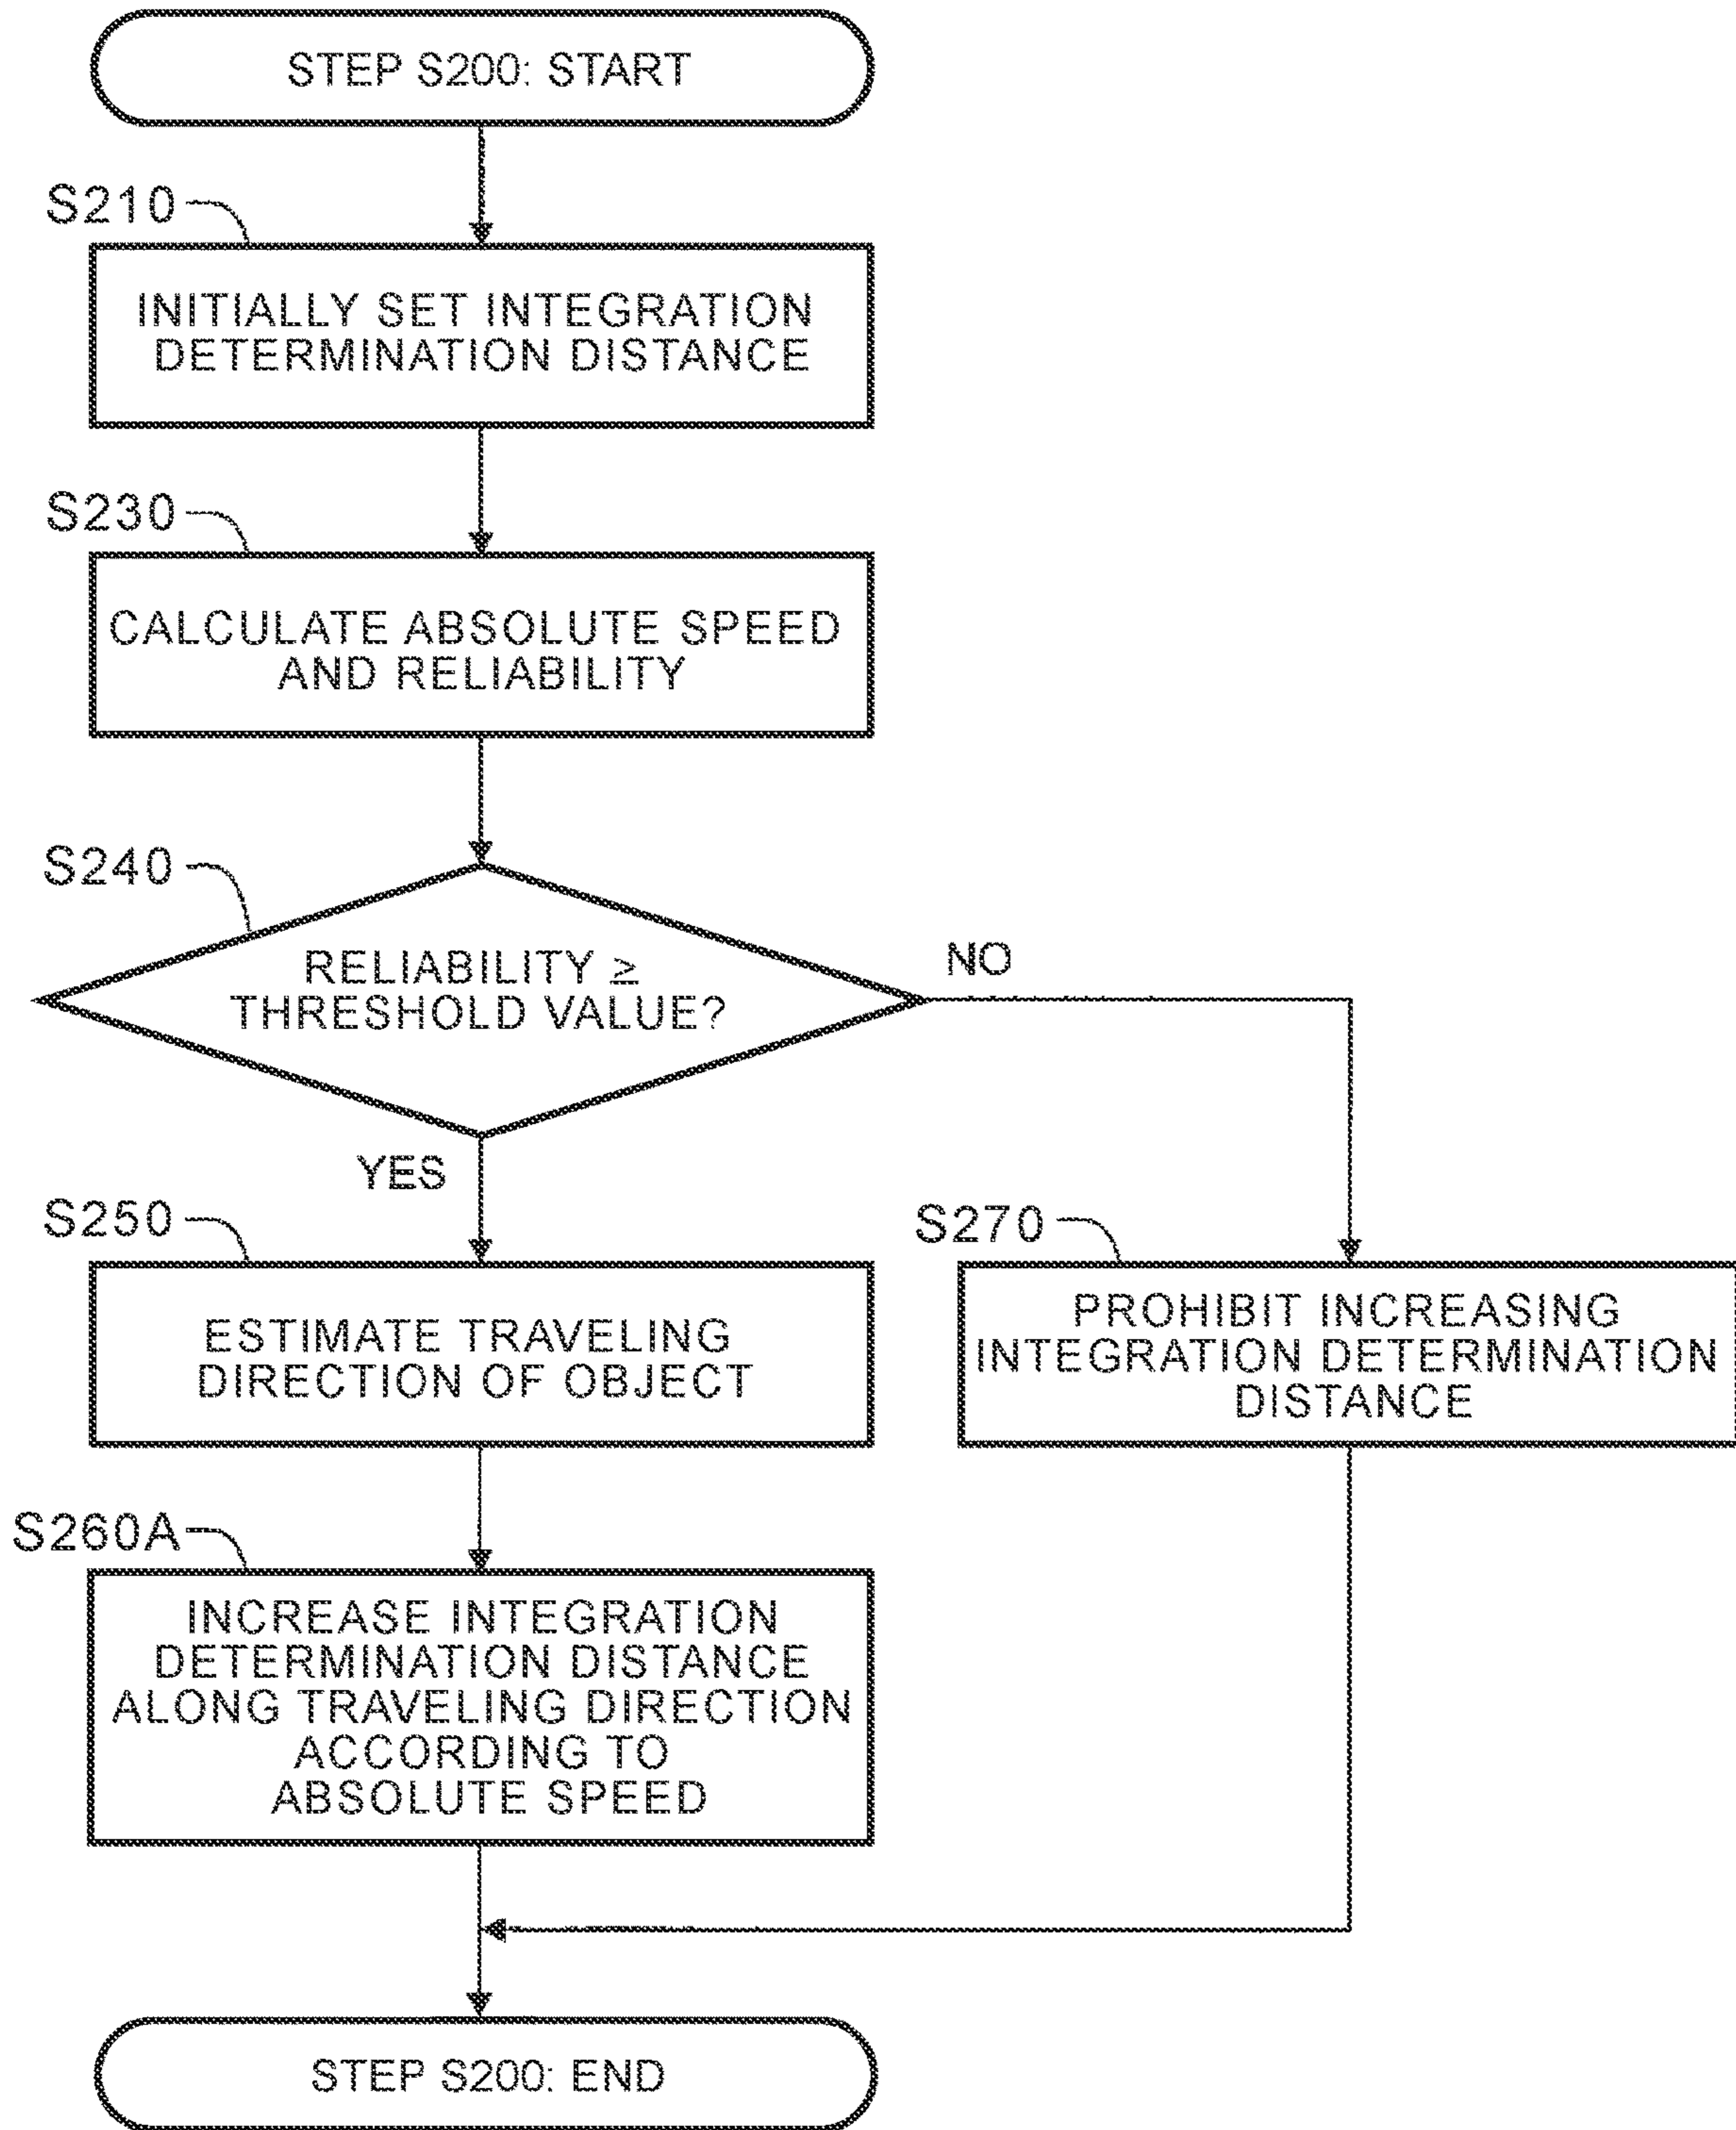 STEP S200: START
S210
INITIALLY SET INTEGRATION
DETERMINATION DISTANCE
S230
CALCULATE ABSOLUTE SPEED
AND RELIABILITY
S240
RELIABILITY ≥
THRESHOLD VALUE?
NO
YES
S250
ESTIMATE TRAVELING
DIRECTION OF OBJECT
S270
PROHIBIT INCREASING
INTEGRATION DETERMINATION
DISTANCE
S260A
INCREASE INTEGRATION
DETERMINATION DISTANCE
ALONG TRAVELING DIRECTION
ACCORDING TO
ABSOLUTE SPEED
STEP S200: END